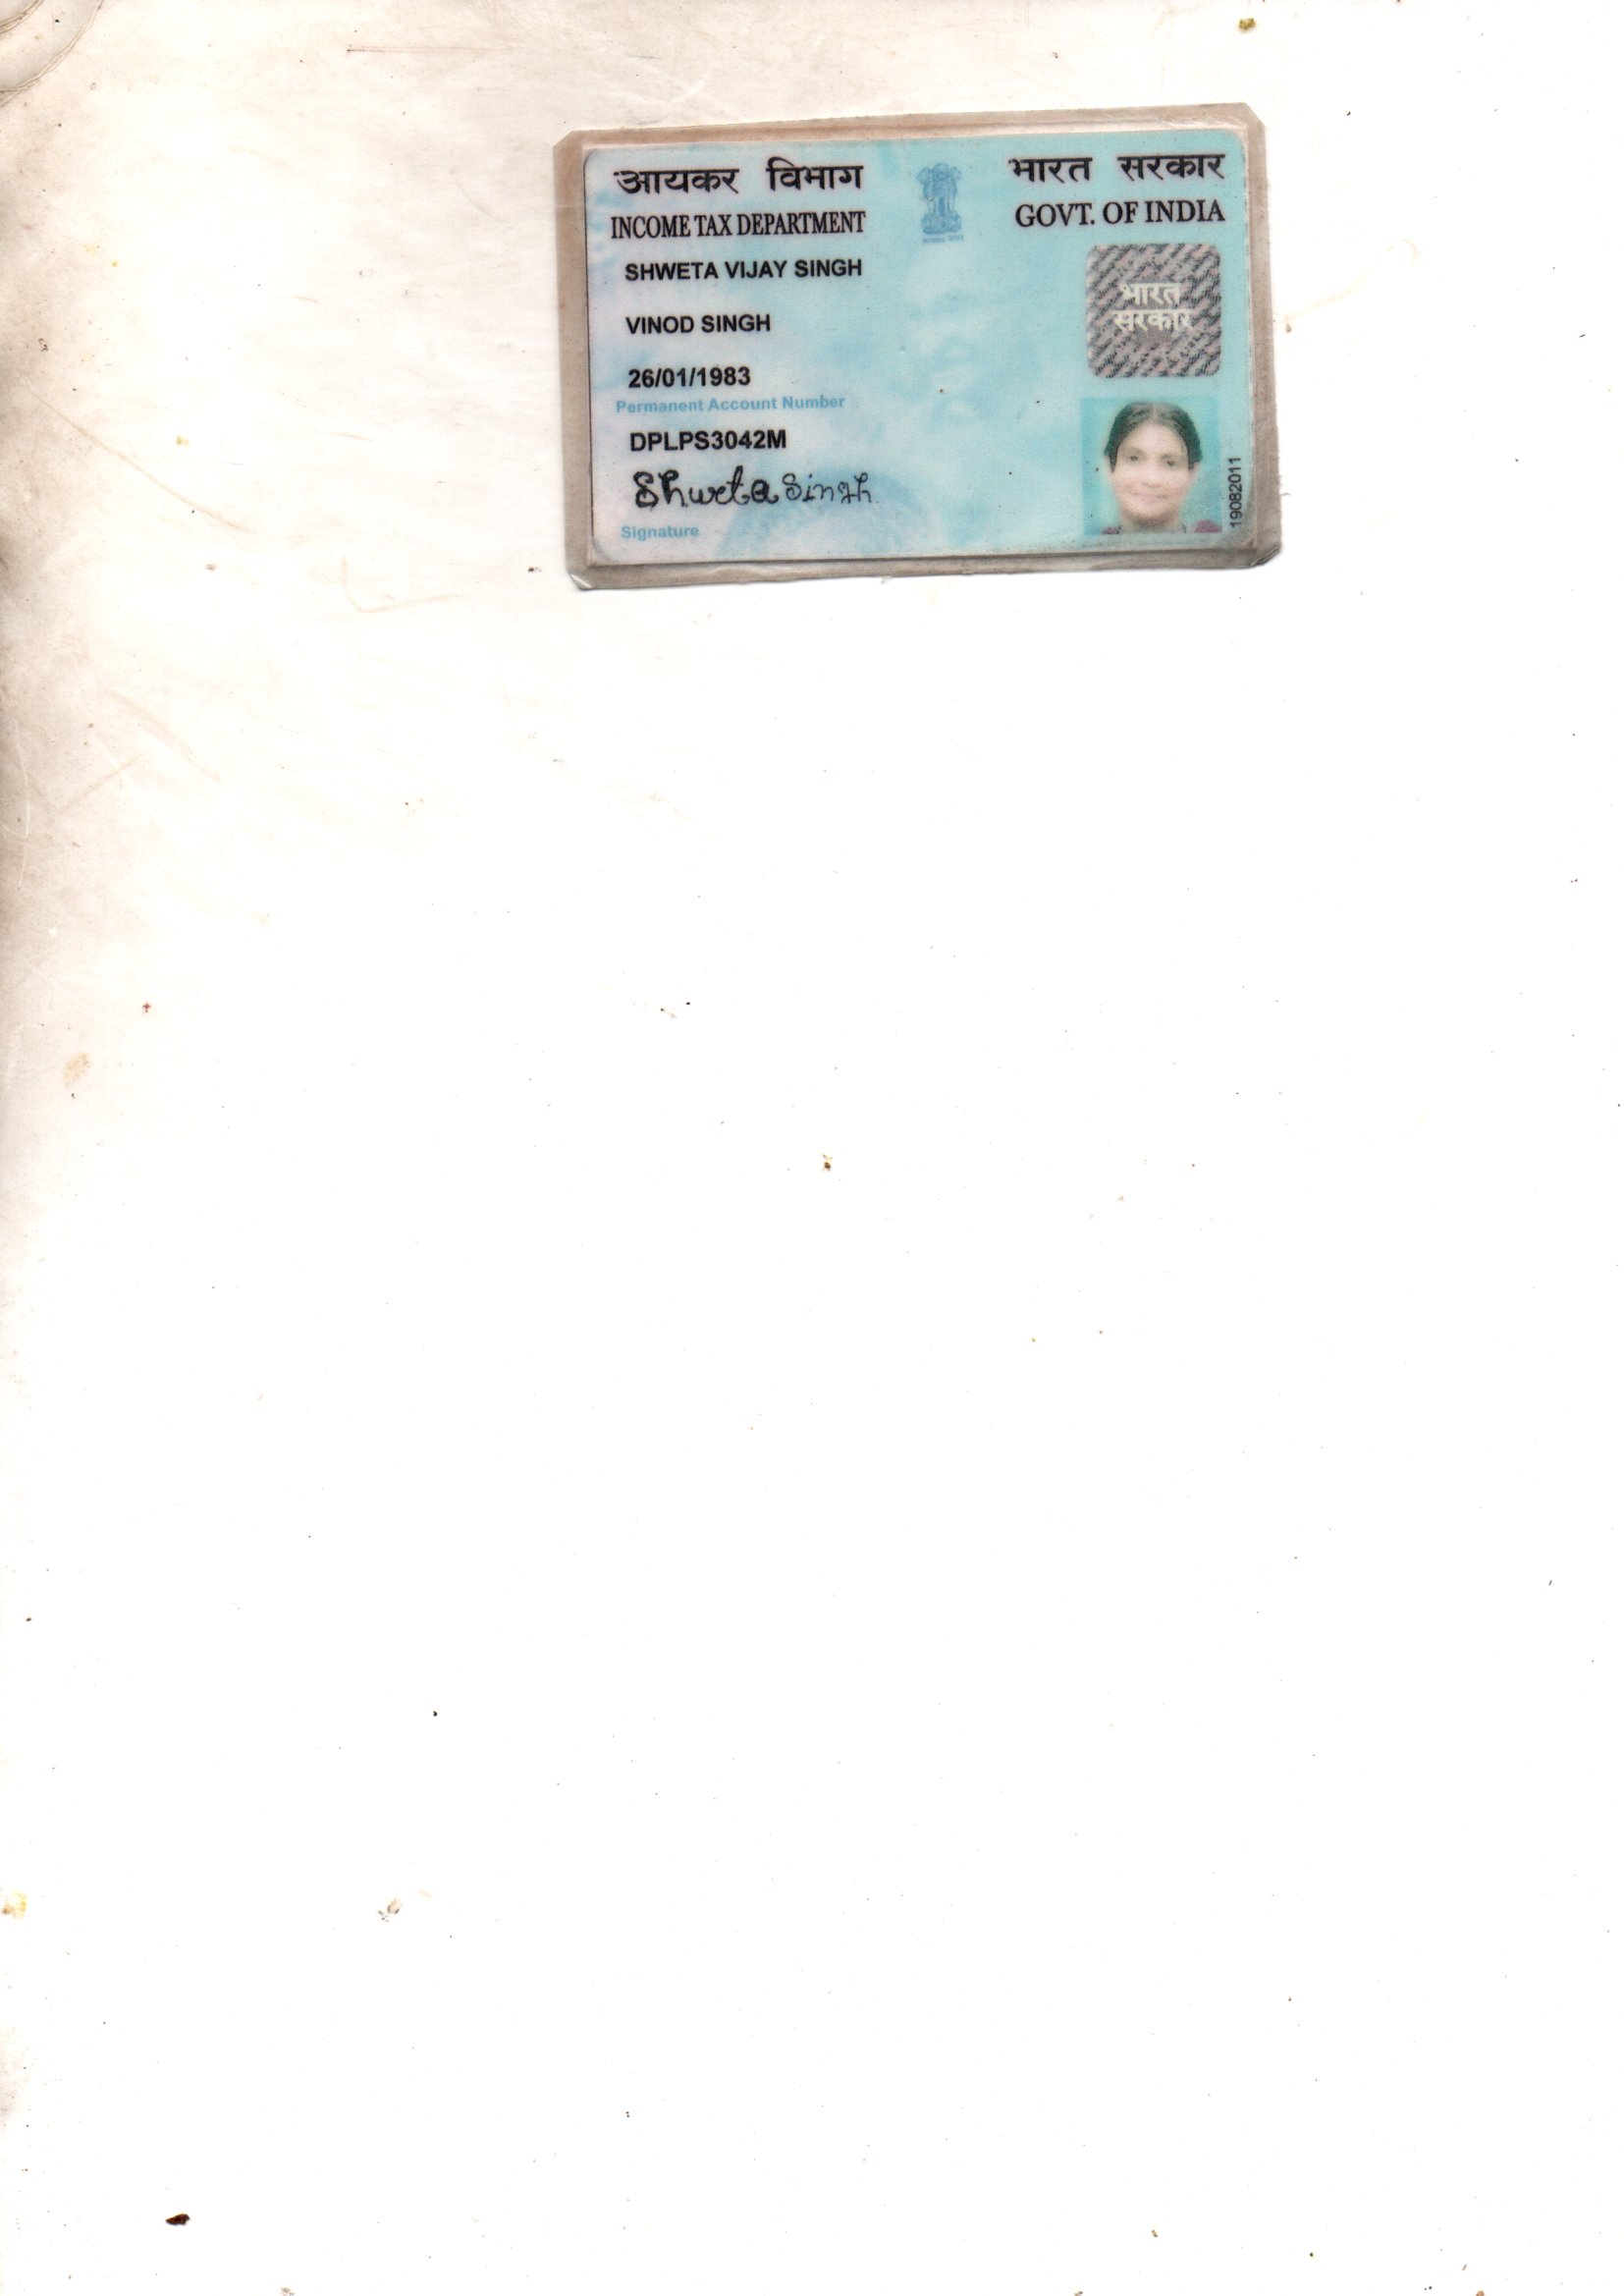 आयकर विभाग
INCOME TAX DEPARTMENT
भारत सरकार
GOVT. OF INDIA
SHWETA VIJAY SINGH
VINOD SINGH
26/01/1983
Permanent Account Number
DPLPS3042M
Shweta Singh
Signature
भारत
सरकार
19082011